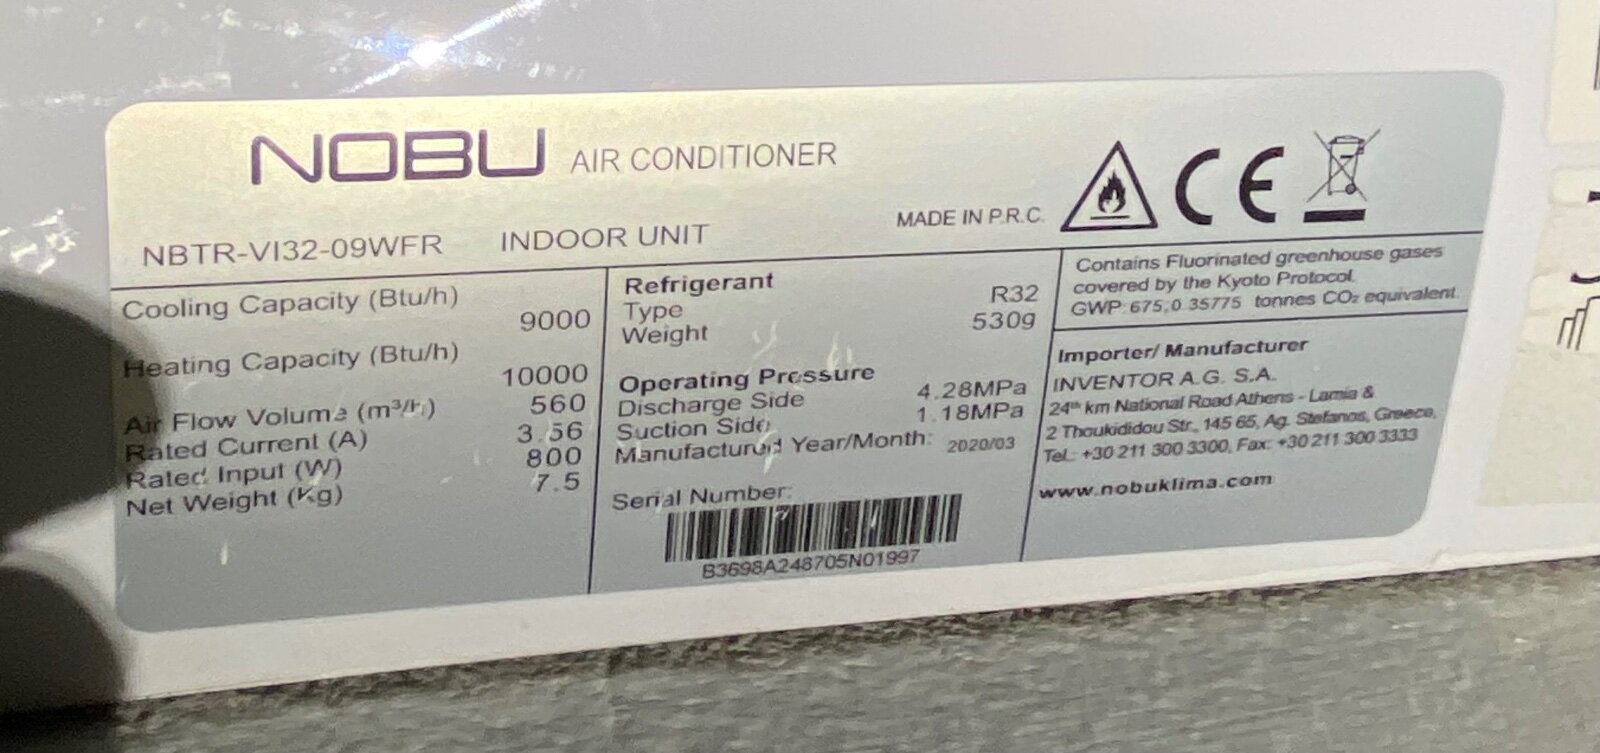 NOBU AIR CONDITIONER
NBTR-VI32-09WFR INDOOR UNIT MADE IN P.R.C.
CE
Cooling Capacity (Btu/h) 9000
Heating Capacity (Btu/h) 10000
Air Flow Volume (m³/h) 560
Rated Current (A) 3.56
Rated Input (W) 800
Net Weight (Kg) 7.5
Refrigerant
Type R32
Weight 530g
Operating Pressure
Discharge Side 4.28MPa
Suction Side 1.18MPa
Manufactured Year/Month: 2020/03
Serial Number:
B3698A248705N01997
Contains Fluorinated greenhouse gases
covered by the Kyoto Protocol.
GWP:675,0.35775 tonnes CO₂ equivalent.
Importer/ Manufacturer
INVENTOR A.G. S.A.
24th km National Road Athens - Lamia &
2 Thoukididou Str., 145 65, Ag. Stefanos, Greece,
Tel.: +30 211 300 3300, Fax: +30 211 300 3333
www.nobuklima.com